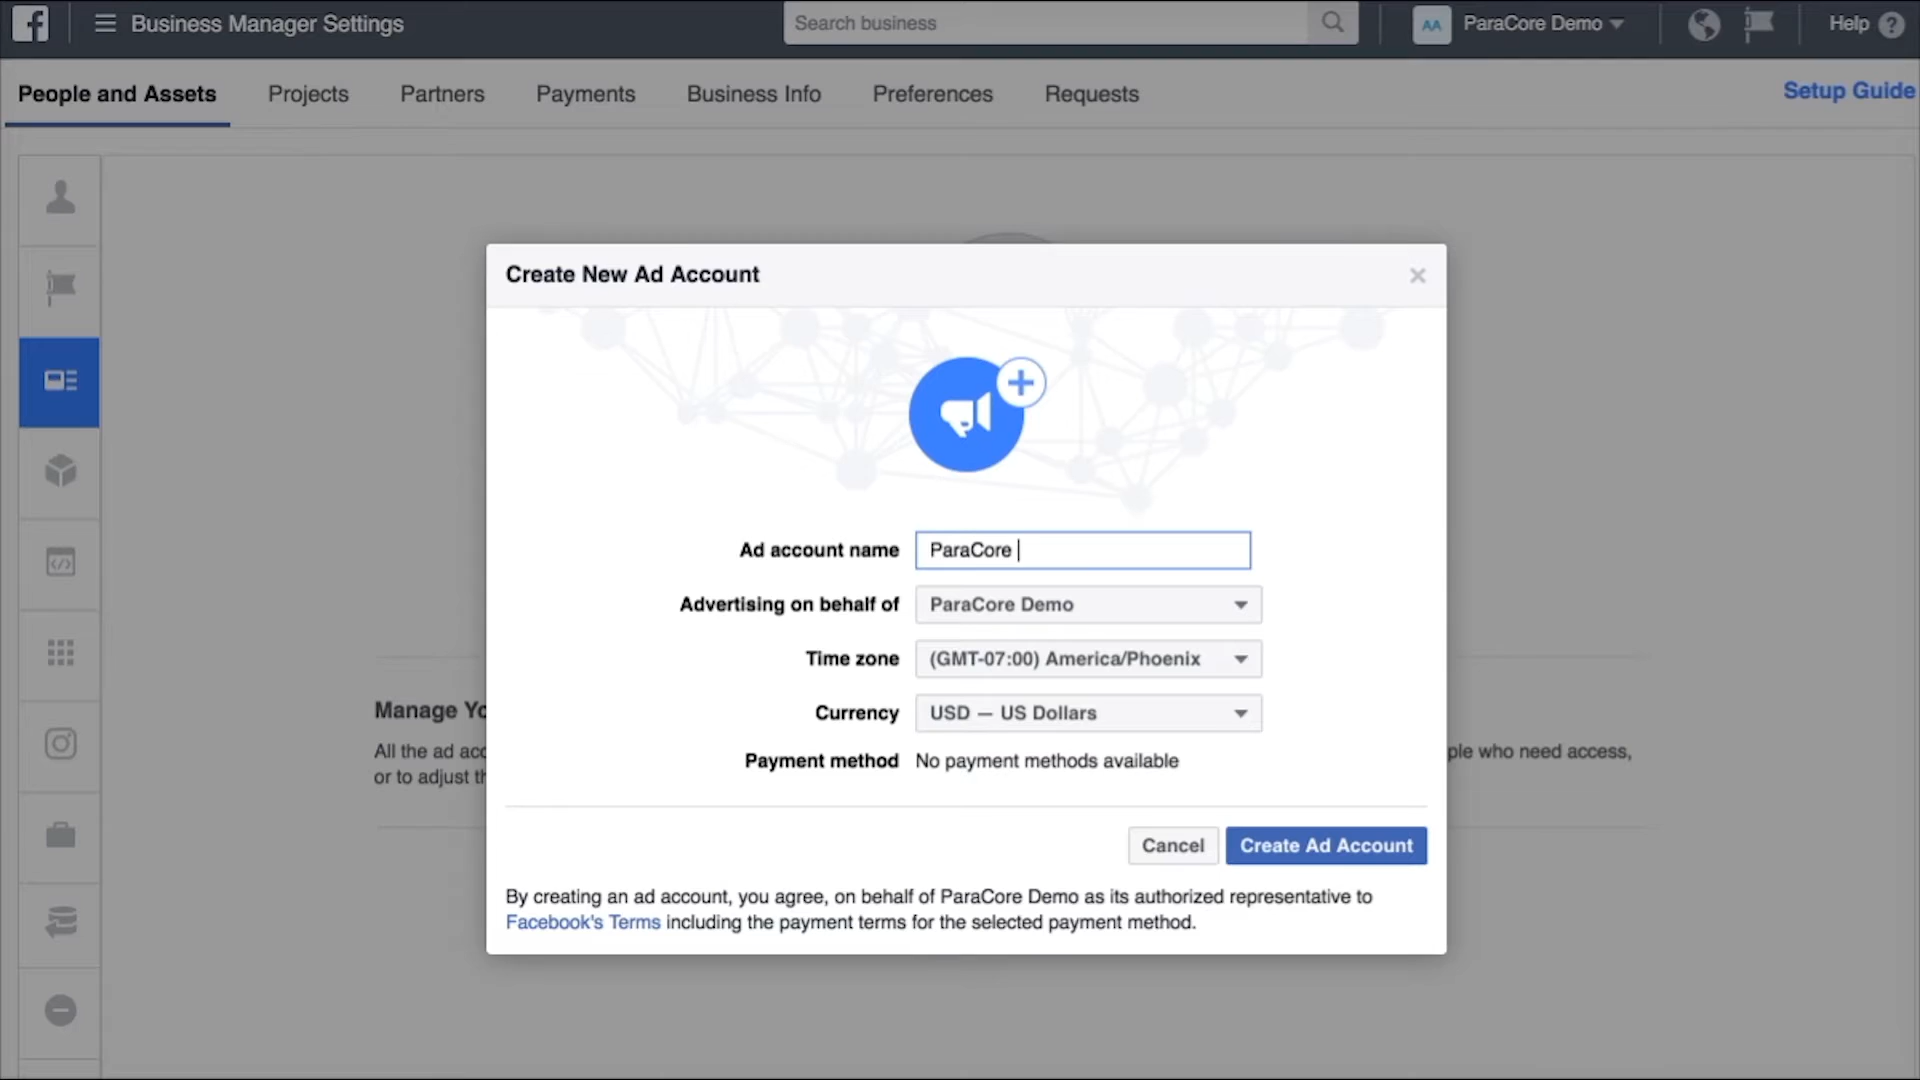 f Business Manager Settings Search business AA ParaCore Demo Help ?
People and Assets Projects Partners Payments Business Info Preferences Requests Setup Guide
Create New Ad Account
Ad account name ParaCore
Advertising on behalf of ParaCore Demo
Time zone (GMT-07:00) America/Phoenix
Currency USD — US Dollars
Payment method No payment methods available
Manage Yo
All the ad acc
or to adjust th
ple who need access,
Cancel Create Ad Account
By creating an ad account, you agree, on behalf of ParaCore Demo as its authorized representative to
Facebook's Terms including the payment terms for the selected payment method.